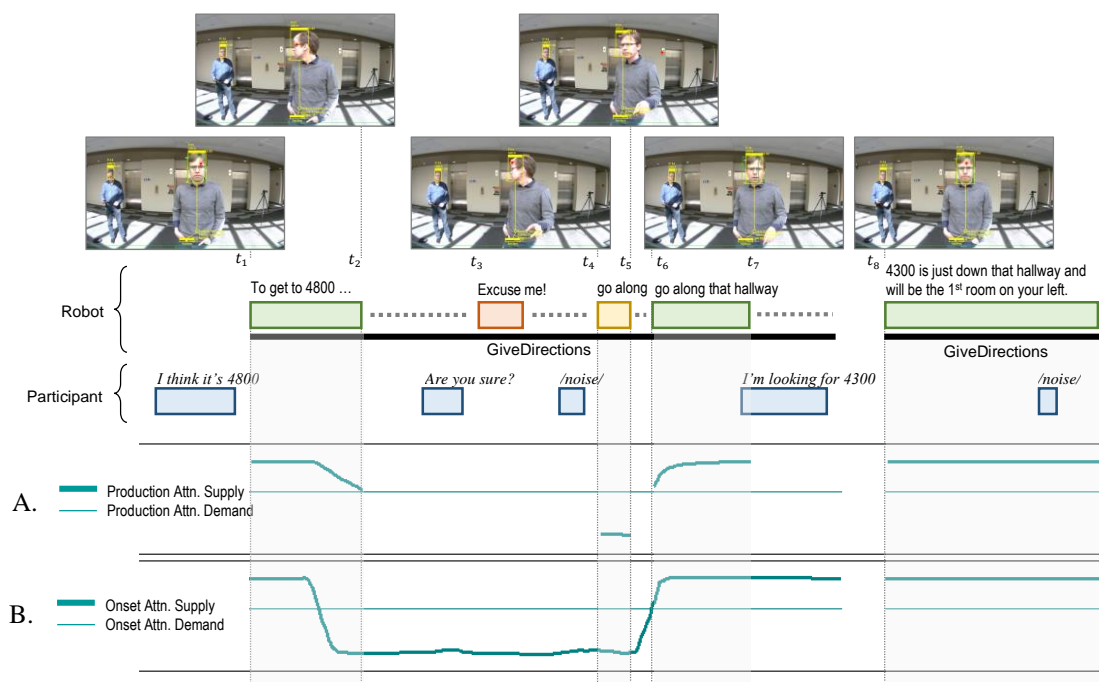 t1
t2
t3
t4
t5
t6
t7
t8
Robot
To get to 4800 …
Excuse me!
go along
go along that hallway
4300 is just down that hallway and
will be the 1st room on your left.
GiveDirections
GiveDirections
Participant
I think it's 4800
Are you sure?
/noise/
I'm looking for 4300
/noise/
A.
Production Attn. Supply
Production Attn. Demand
B.
Onset Attn. Supply
Onset Attn. Demand